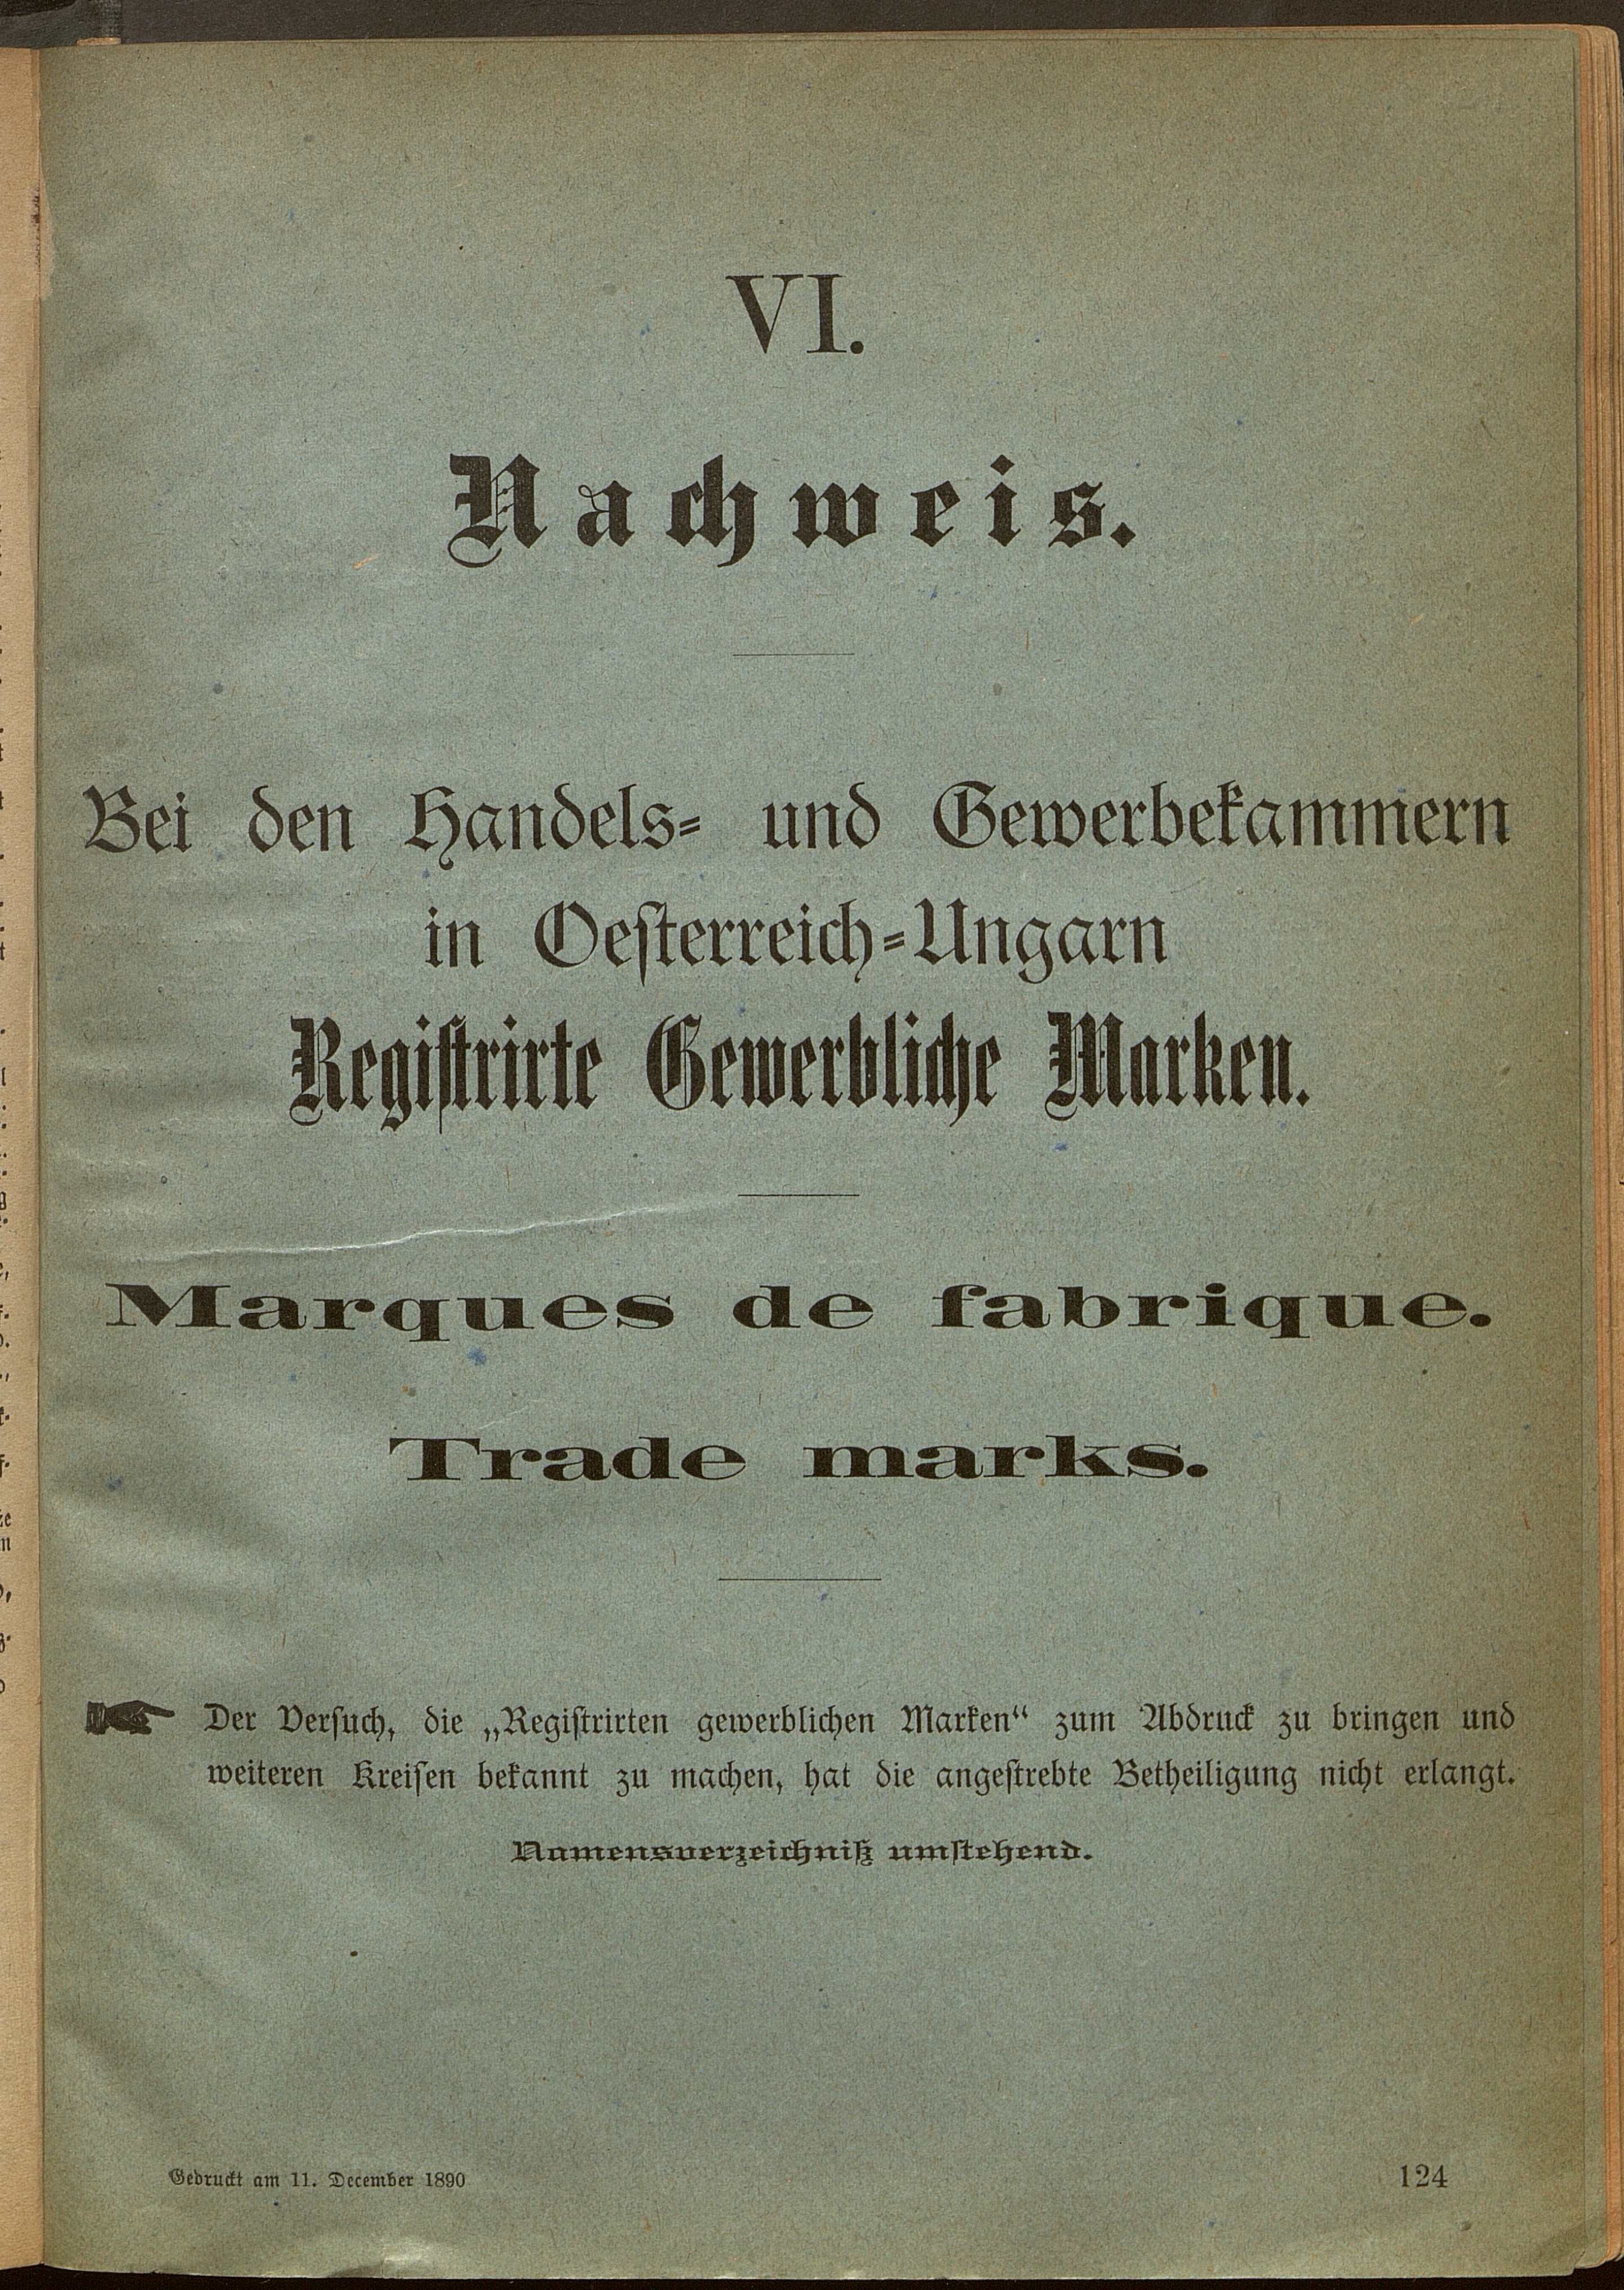 VI.
Nachweis.
Bei den Handels= und Gewerbekammern
in Oesterreich=Ungarn
Registrirte Gewerbliche Marken.
Marques de fabrique.
Trade marks.
☛ Der Versuch, die „Registrirten gewerblichen Marken“ zum Abdruck zu bringen und
weiteren Kreisen bekannt zu machen, hat die angestrebte Betheiligung nicht erlangt.
Namensverzeichniß umstehend.
Gedruckt am 11. December 1890
124